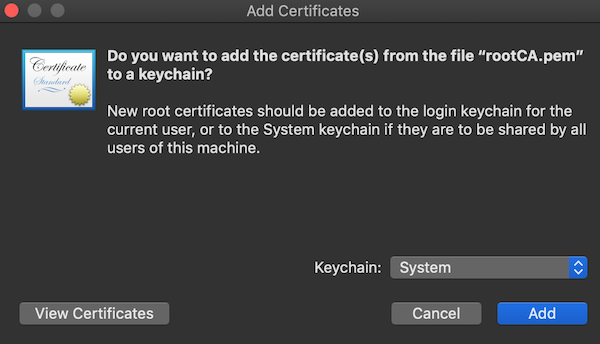 Add Certificates
Certificate
Standard
Do you want to add the certificate(s) from the file “rootCA.pem”
to a keychain?
New root certificates should be added to the login keychain for the
current user, or to the System keychain if they are to be shared by all
users of this machine.
Keychain: System
View Certificates Cancel Add